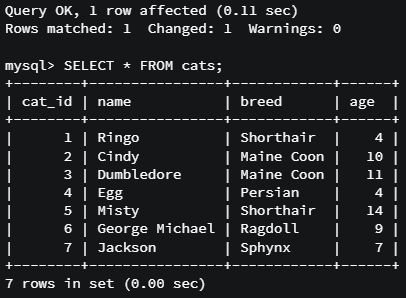 Query OK, 1 row affected (0.11 sec)
Rows matched: 1  Changed: 1  Warnings: 0
mysql> SELECT * FROM cats;
+--------+----------------+------------+------+
| cat_id | name           | breed      | age  |
+--------+----------------+------------+------+
|      1 | Ringo          | Shorthair  |    4 |
|      2 | Cindy          | Maine Coon |   10 |
|      3 | Dumbledore     | Maine Coon |   11 |
|      4 | Egg            | Persian    |    4 |
|      5 | Misty          | Shorthair  |   14 |
|      6 | George Michael | Ragdoll    |    9 |
|      7 | Jackson        | Sphynx     |    7 |
+--------+----------------+------------+------+
7 rows in set (0.00 sec)